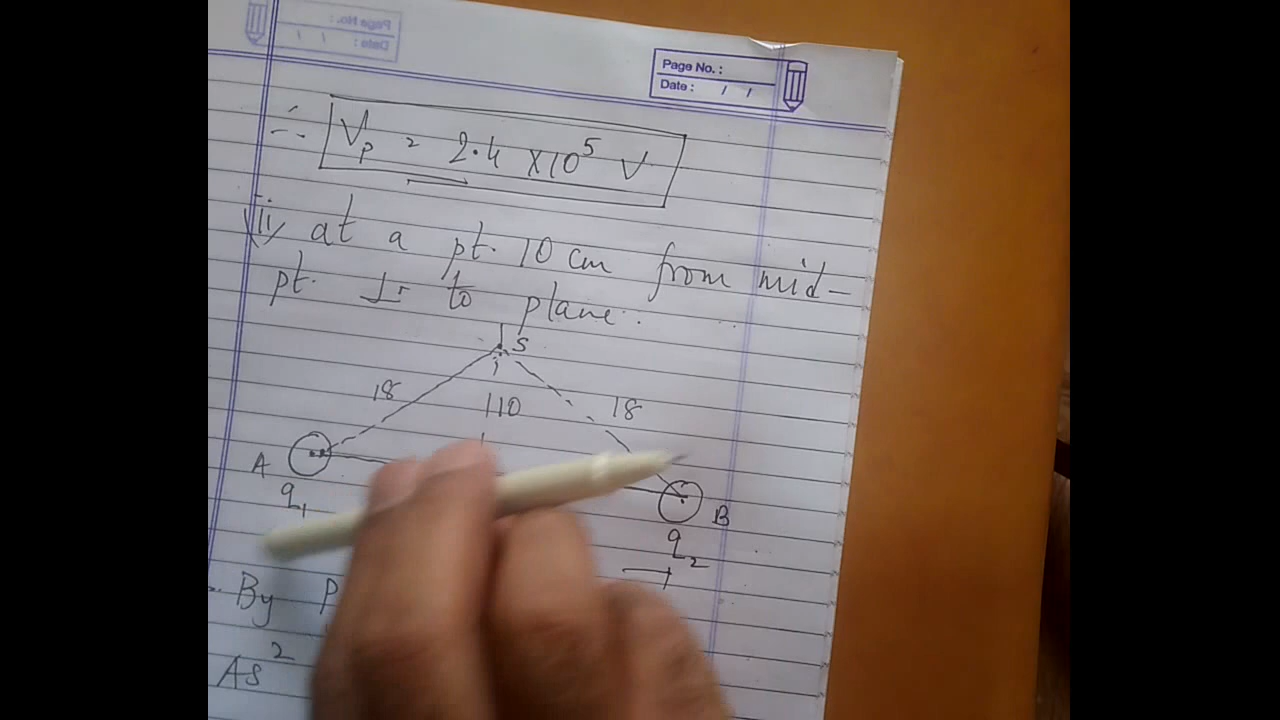 Page No. :
Date : / /
∴ Vp = 2.4 ×10⁵ V
(ii) at a pt. 10 cm from mid-
pt. ⊥r to plane.
S
18
10
18
A
B
q₁
q₂
By P
AS²